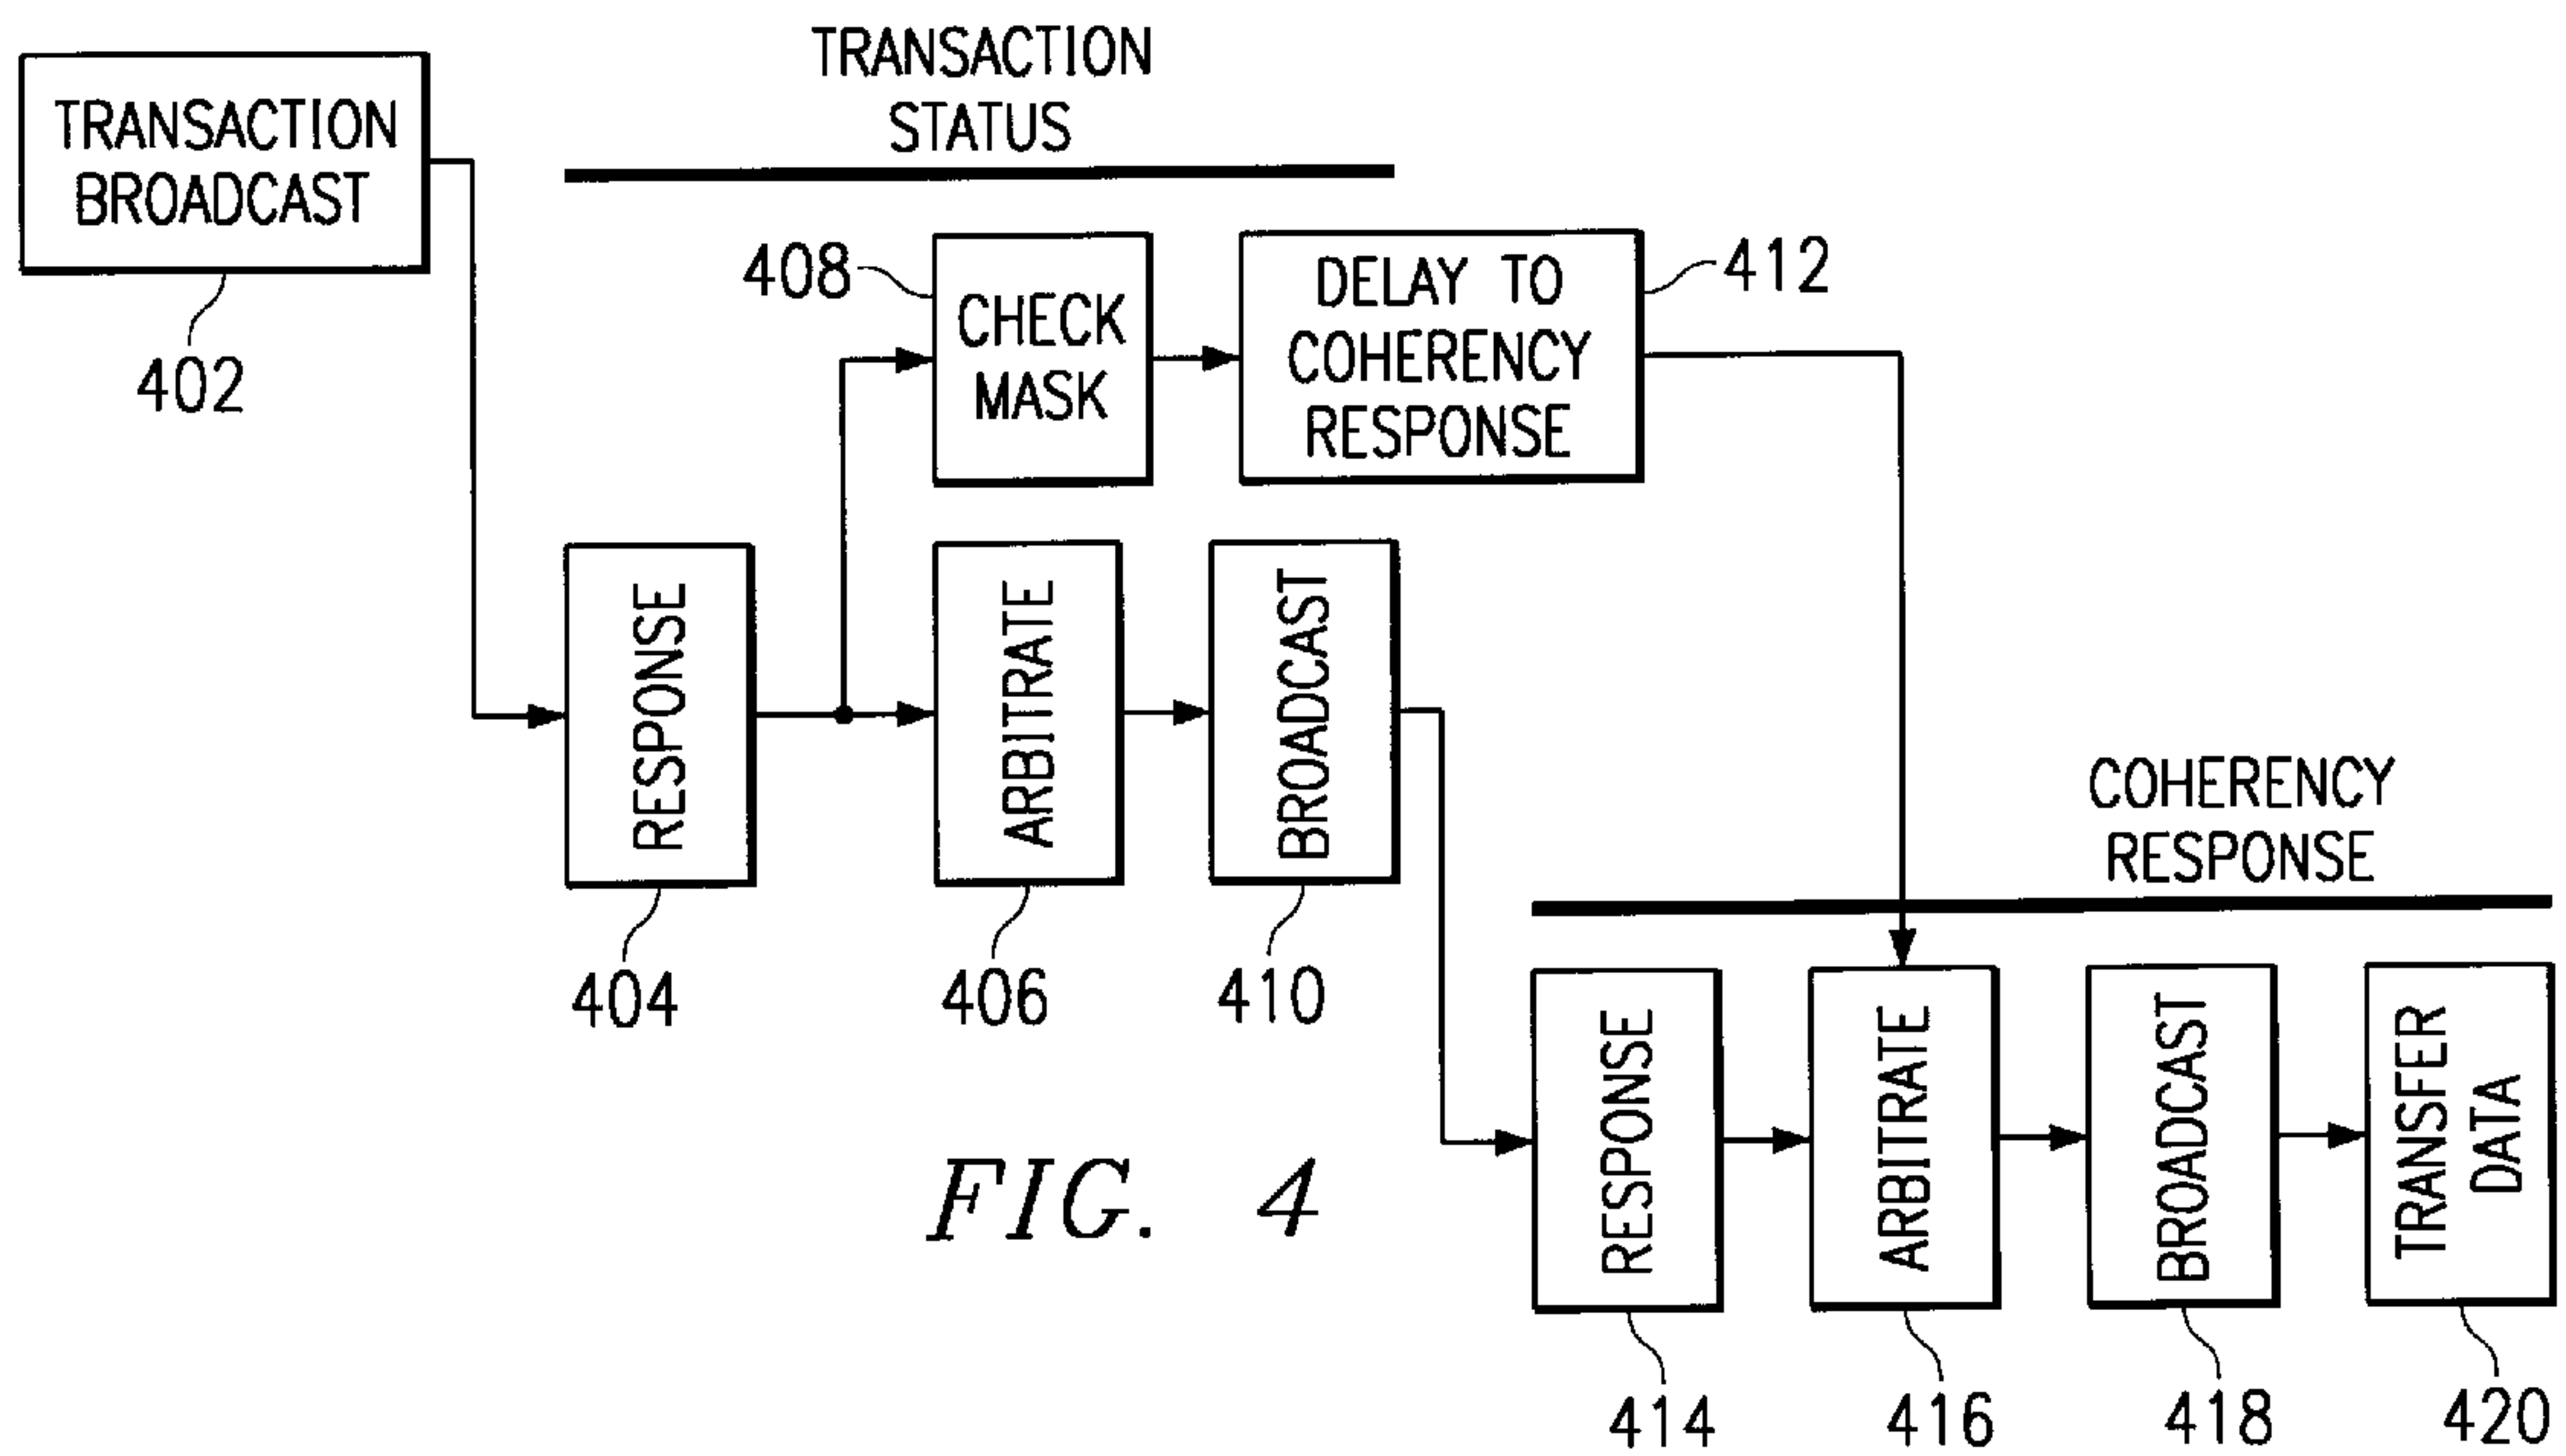 TRANSACTION
BROADCAST
402
TRANSACTION
STATUS
408
CHECK
MASK
DELAY TO
COHERENCY
RESPONSE
412
RESPONSE
404
ARBITRATE
406
BROADCAST
410
COHERENCY
RESPONSE
RESPONSE
414
ARBITRATE
416
BROADCAST
418
TRANSFER
DATA
420
FIG. 4